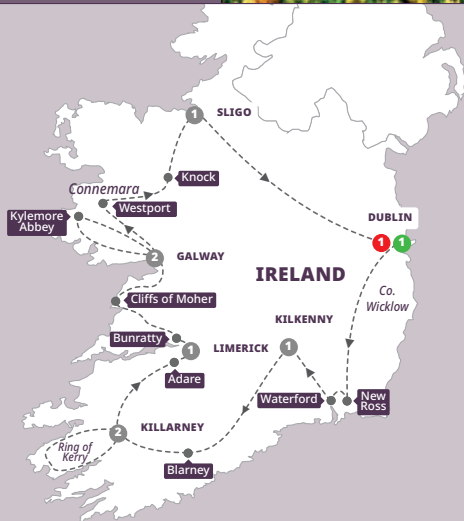 1
SLIGO
Knock
Connemara
Westport
Kylemore
Abbey
DUBLIN
1
1
2
GALWAY
IRELAND
Co.
Wicklow
Cliffs of Moher
KILKENNY
Bunratty
1
LIMERICK
1
Adare
Waterford
New
Ross
2
KILLARNEY
Ring of
Kerry
Blarney